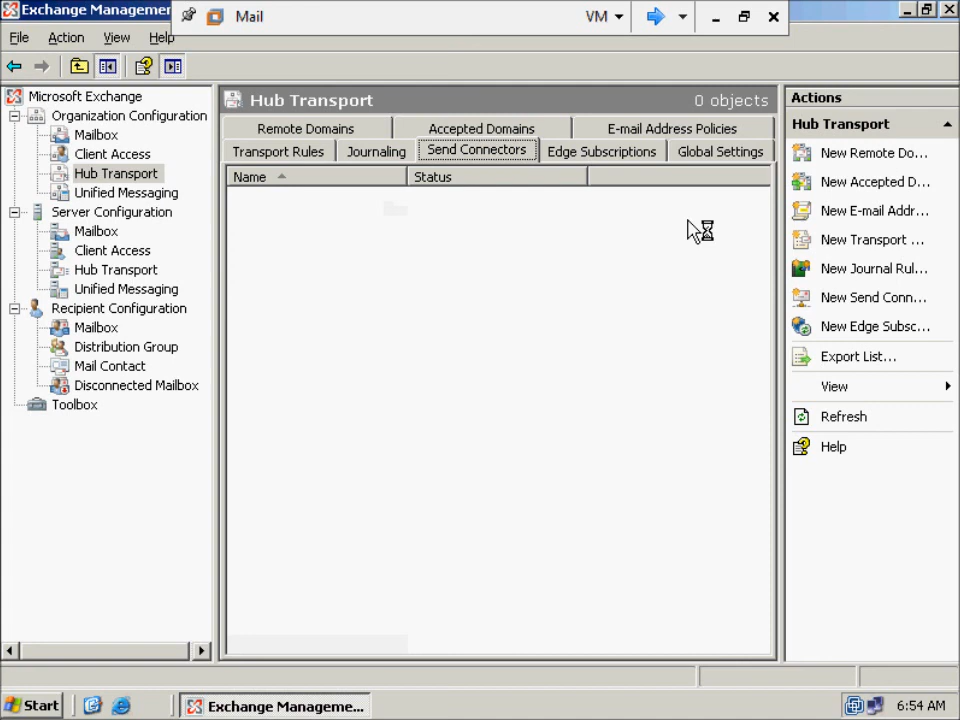 Exchange Managemer
Mail
VM
File Action View Help
Microsoft Exchange
Organization Configuration
Mailbox
Client Access
Hub Transport
Unified Messaging
Server Configuration
Mailbox
Client Access
Hub Transport
Unified Messaging
Recipient Configuration
Mailbox
Distribution Group
Mail Contact
Disconnected Mailbox
Toolbox
Hub Transport 0 objects
Remote Domains Accepted Domains E-mail Address Policies
Transport Rules Journaling Send Connectors Edge Subscriptions Global Settings
Name Status
Actions
Hub Transport
New Remote Do...
New Accepted D...
New E-mail Addr...
New Transport ...
New Journal Rul...
New Send Conn...
New Edge Subsc...
Export List...
View
Refresh
Help
Start
Exchange Manageme...
6:54 AM